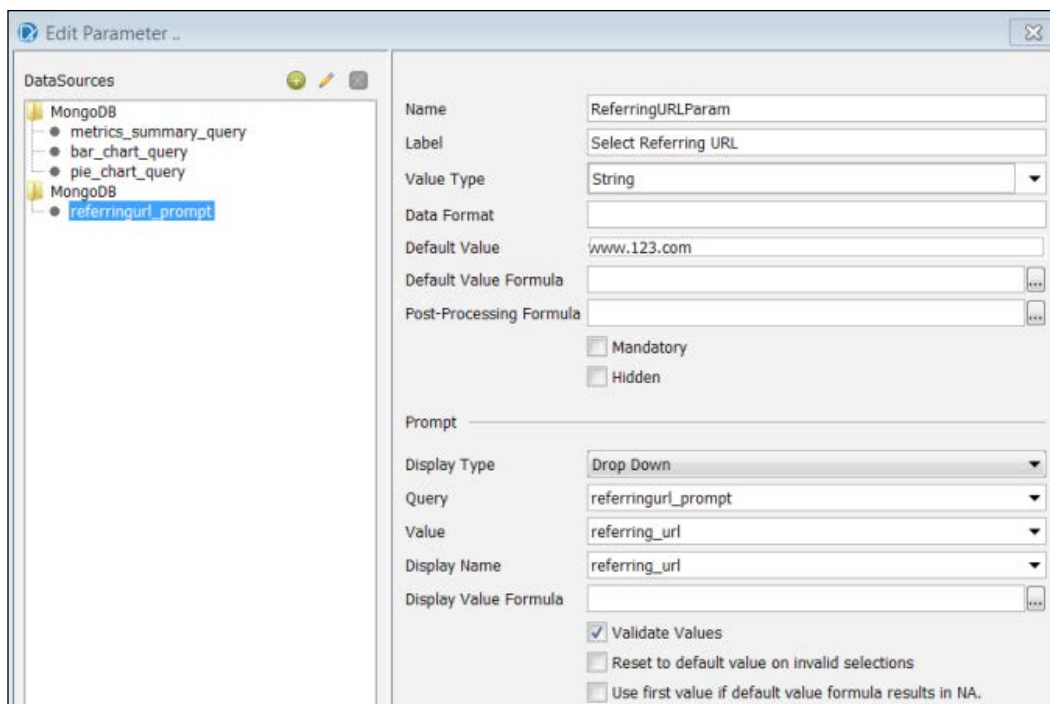 Edit Parameter ..
DataSources
MongoDB
metrics_summary_query
bar_chart_query
pie_chart_query
MongoDB
referringurl_prompt
Name ReferringURLParam
Label Select Referring URL
Value Type String
Data Format
Default Value www.123.com
Default Value Formula ...
Post-Processing Formula ...
Mandatory
Hidden
Prompt
Display Type Drop Down
Query referringurl_prompt
Value referring_url
Display Name referring_url
Display Value Formula ...
Validate Values
Reset to default value on invalid selections
Use first value if default value formula results in NA.